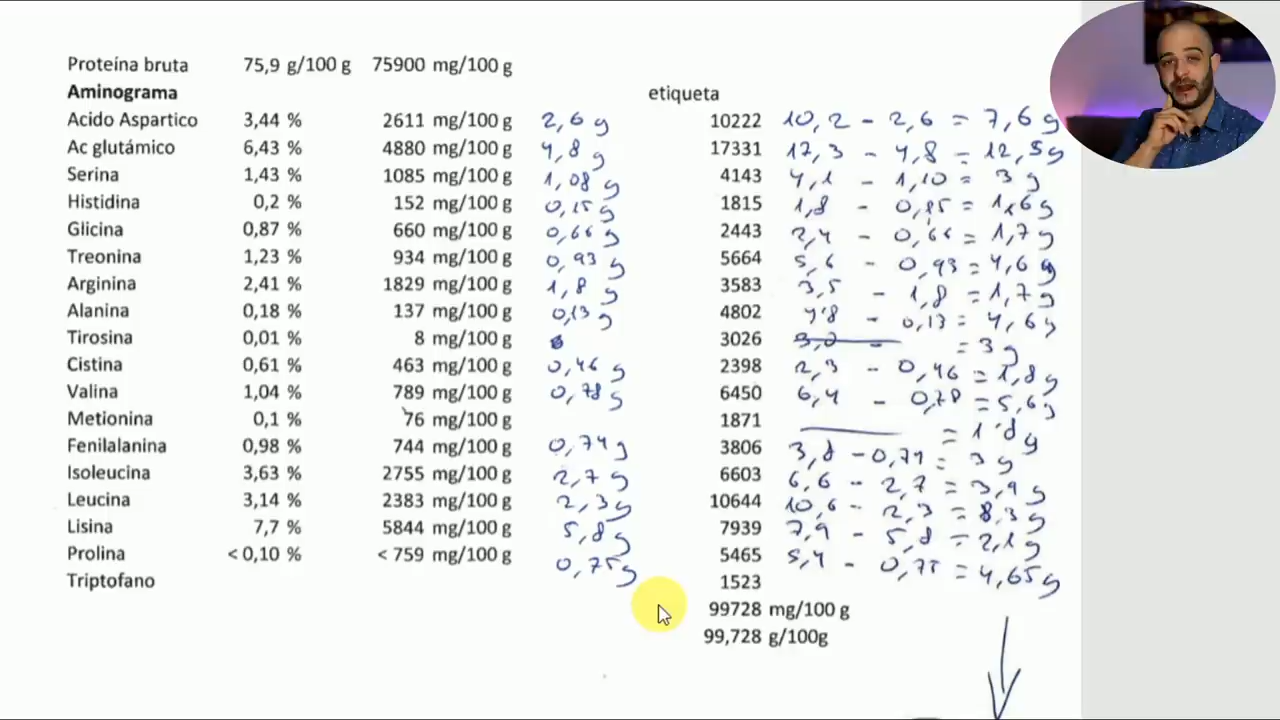 Proteína bruta 75,9 g/100 g 75900 mg/100 g
Aminograma etiqueta
Acido Aspartico 3,44 % 2611 mg/100 g 2,6 g 10222 10,2 - 2,6 = 7,6 g
Ac glutámico 6,43 % 4880 mg/100 g 4,8 g 17331 17,3 - 4,8 = 12,5g
Serina 1,43 % 1085 mg/100 g 1,08 g 4143 4,1 - 1,10 = 3 g
Histidina 0,2 % 152 mg/100 g 0,15 g 1815 1,8 - 0,15 = 1,6 g
Glicina 0,87 % 660 mg/100 g 0,66 g 2443 2,4 - 0,66 = 1,7 g
Treonina 1,23 % 934 mg/100 g 0,93 g 5664 5,6 - 0,93 = 4,6 g
Arginina 2,41 % 1829 mg/100 g 1,8 g 3583 3,5 - 1,8 = 1,7 g
Alanina 0,18 % 137 mg/100 g 0,13 g 4802 4'8 - 0,13 = 4,6 g
Tirosina 0,01 % 8 mg/100 g 3026 3,0 - = 3 g
Cistina 0,61 % 463 mg/100 g 0,46 g 2398 2,3 - 0,46 = 1,8 g
Valina 1,04 % 789 mg/100 g 0,78 g 6450 6,4 - 0,78 = 5,6 g
Metionina 0,1 % 76 mg/100 g 1871 = 1'8 g
Fenilalanina 0,98 % 744 mg/100 g 0,74 g 3806 3,8 - 0,74 = 3 g
Isoleucina 3,63 % 2755 mg/100 g 2,7 g 6603 6,6 - 2,7 = 3,9 g
Leucina 3,14 % 2383 mg/100 g 2,3 g 10644 10,6 - 2,3 = 8,3 g
Lisina 7,7 % 5844 mg/100 g 5,8 g 7939 7,9 - 5,8 = 2,1 g
Prolina < 0,10 % < 759 mg/100 g 0,75 g 5465 5,4 - 0,75 = 4,65 g
Triptofano 1523
99728 mg/100 g
99,728 g/100g